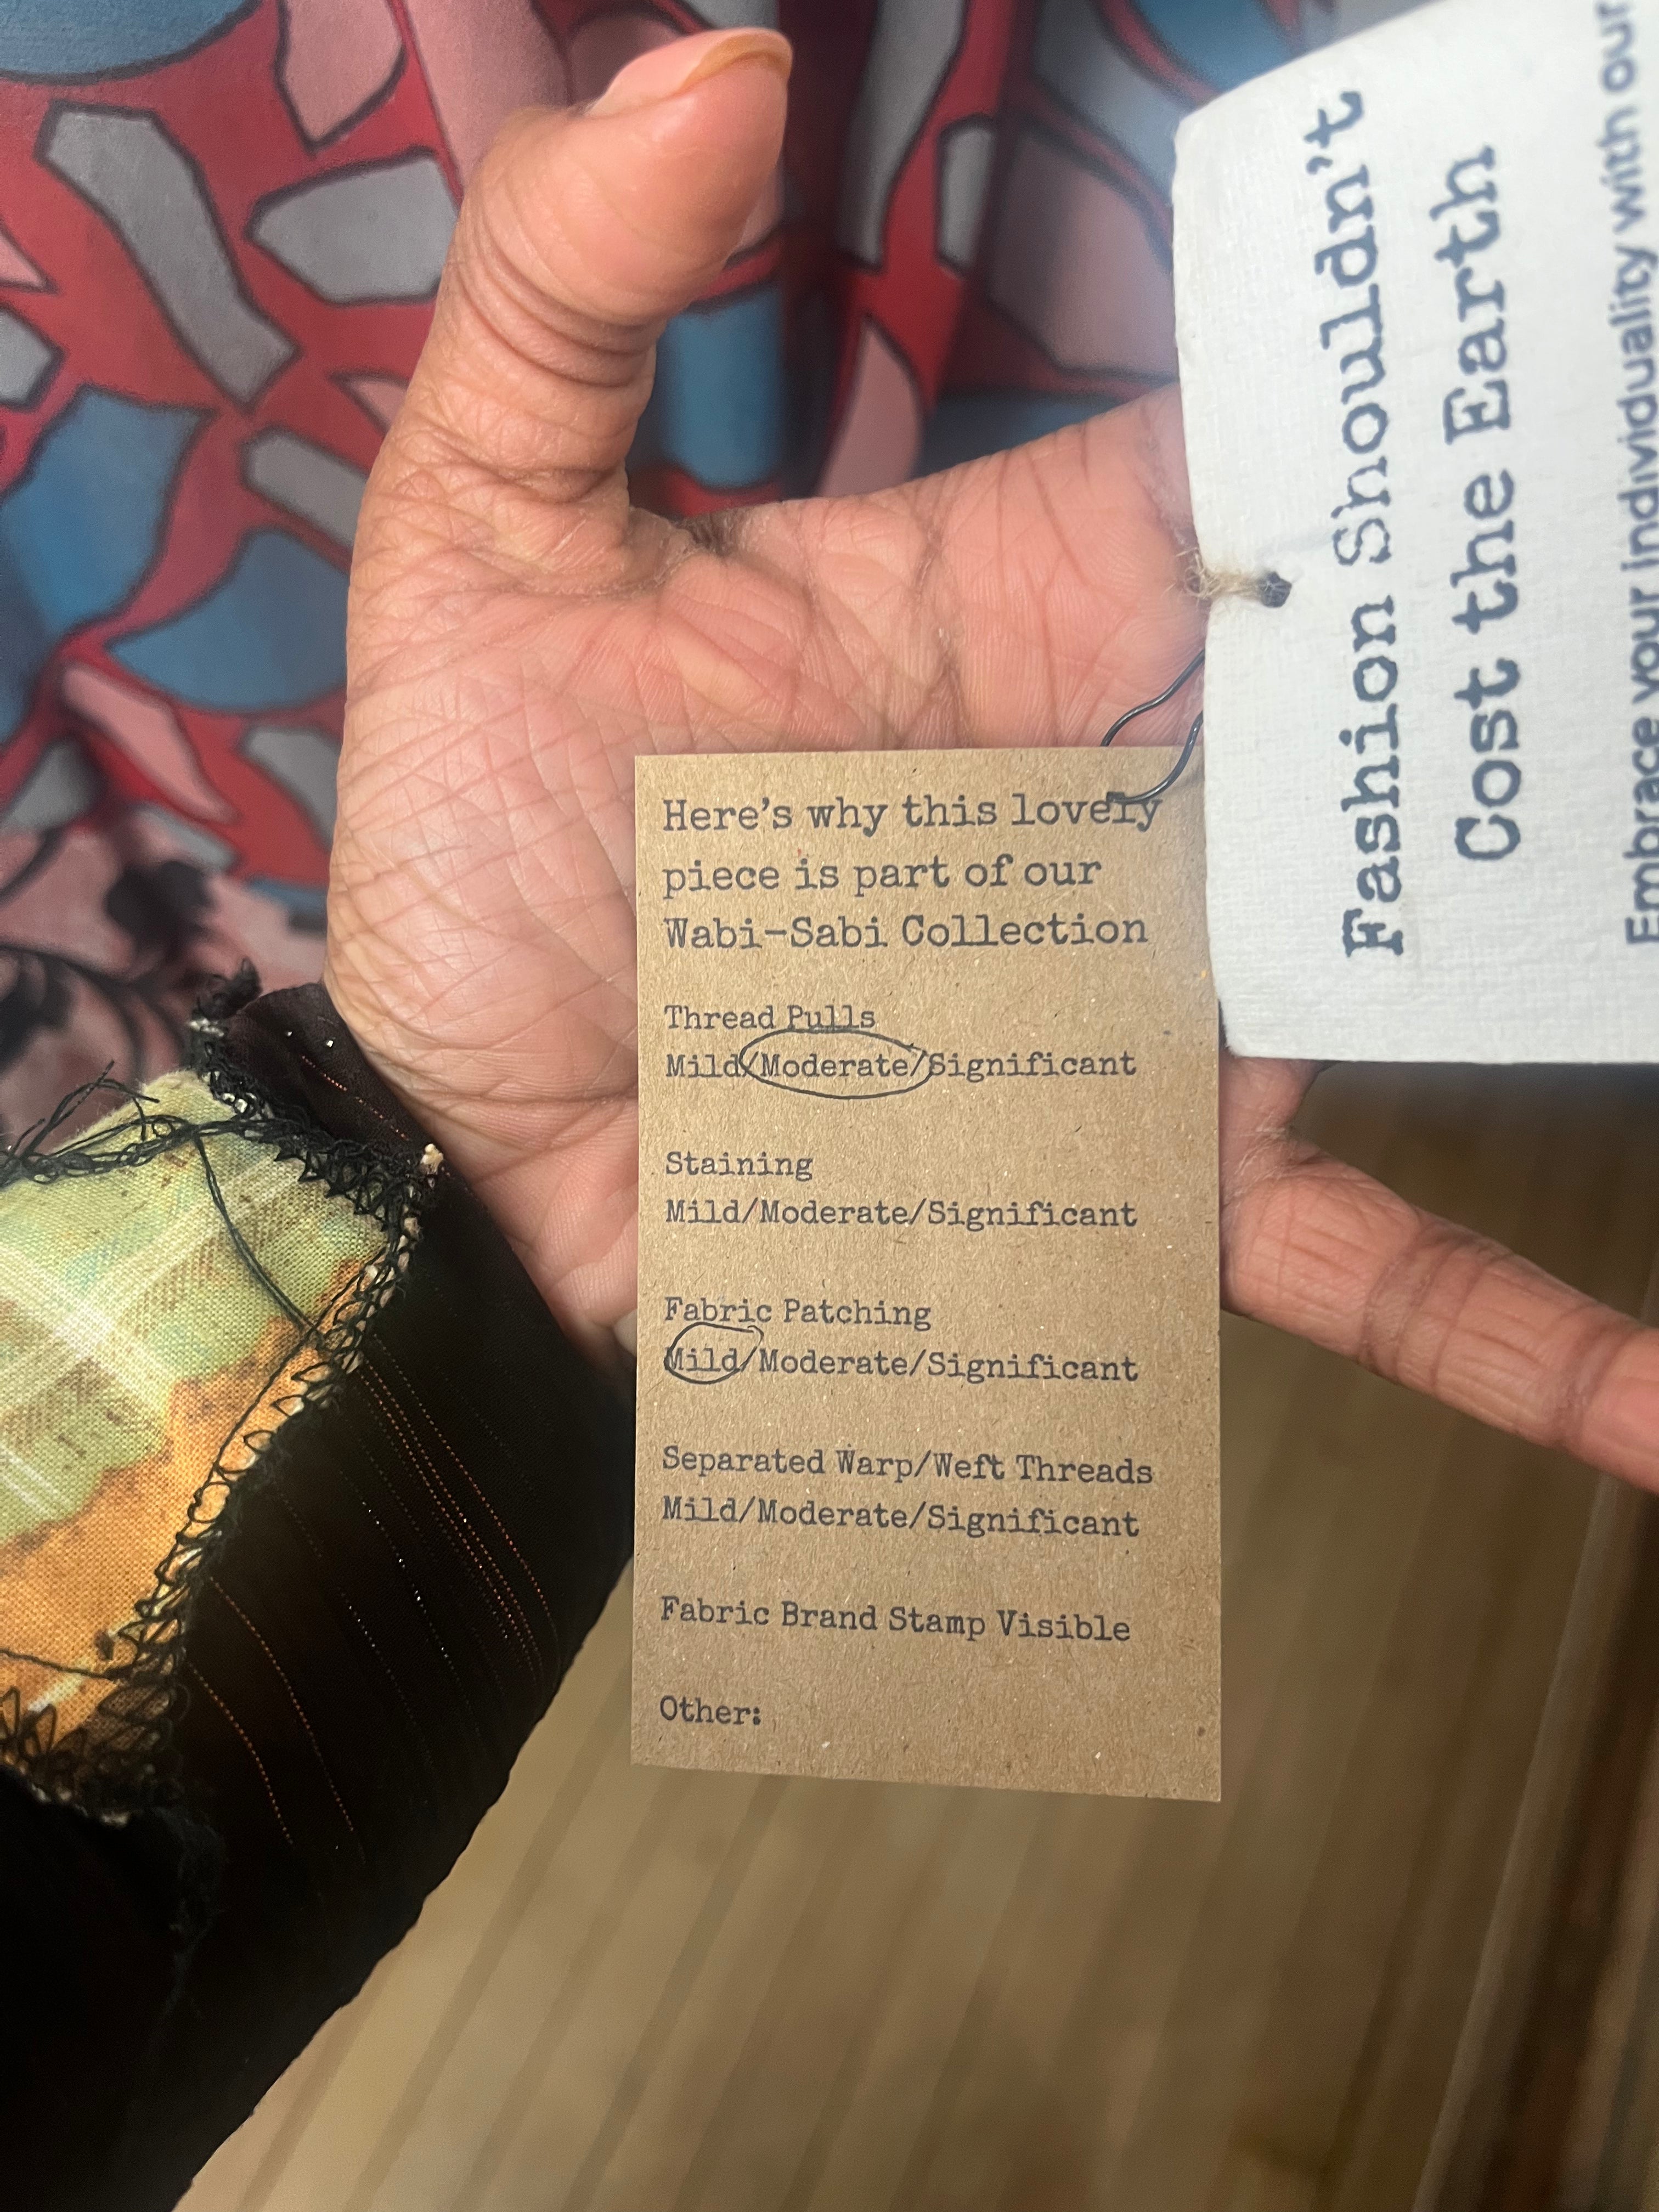 Here's why this lovely
piece is part of our
Wabi-Sabi Collection
Thread Pulls
Mild/Moderate/Significant
Staining
Mild/Moderate/Significant
Fabric Patching
Mild/Moderate/Significant
Separated Warp/Weft Threads
Mild/Moderate/Significant
Fabric Brand Stamp Visible
Other:
Fashion Shouldn't
Cost the Earth
Embrace your individuality with our